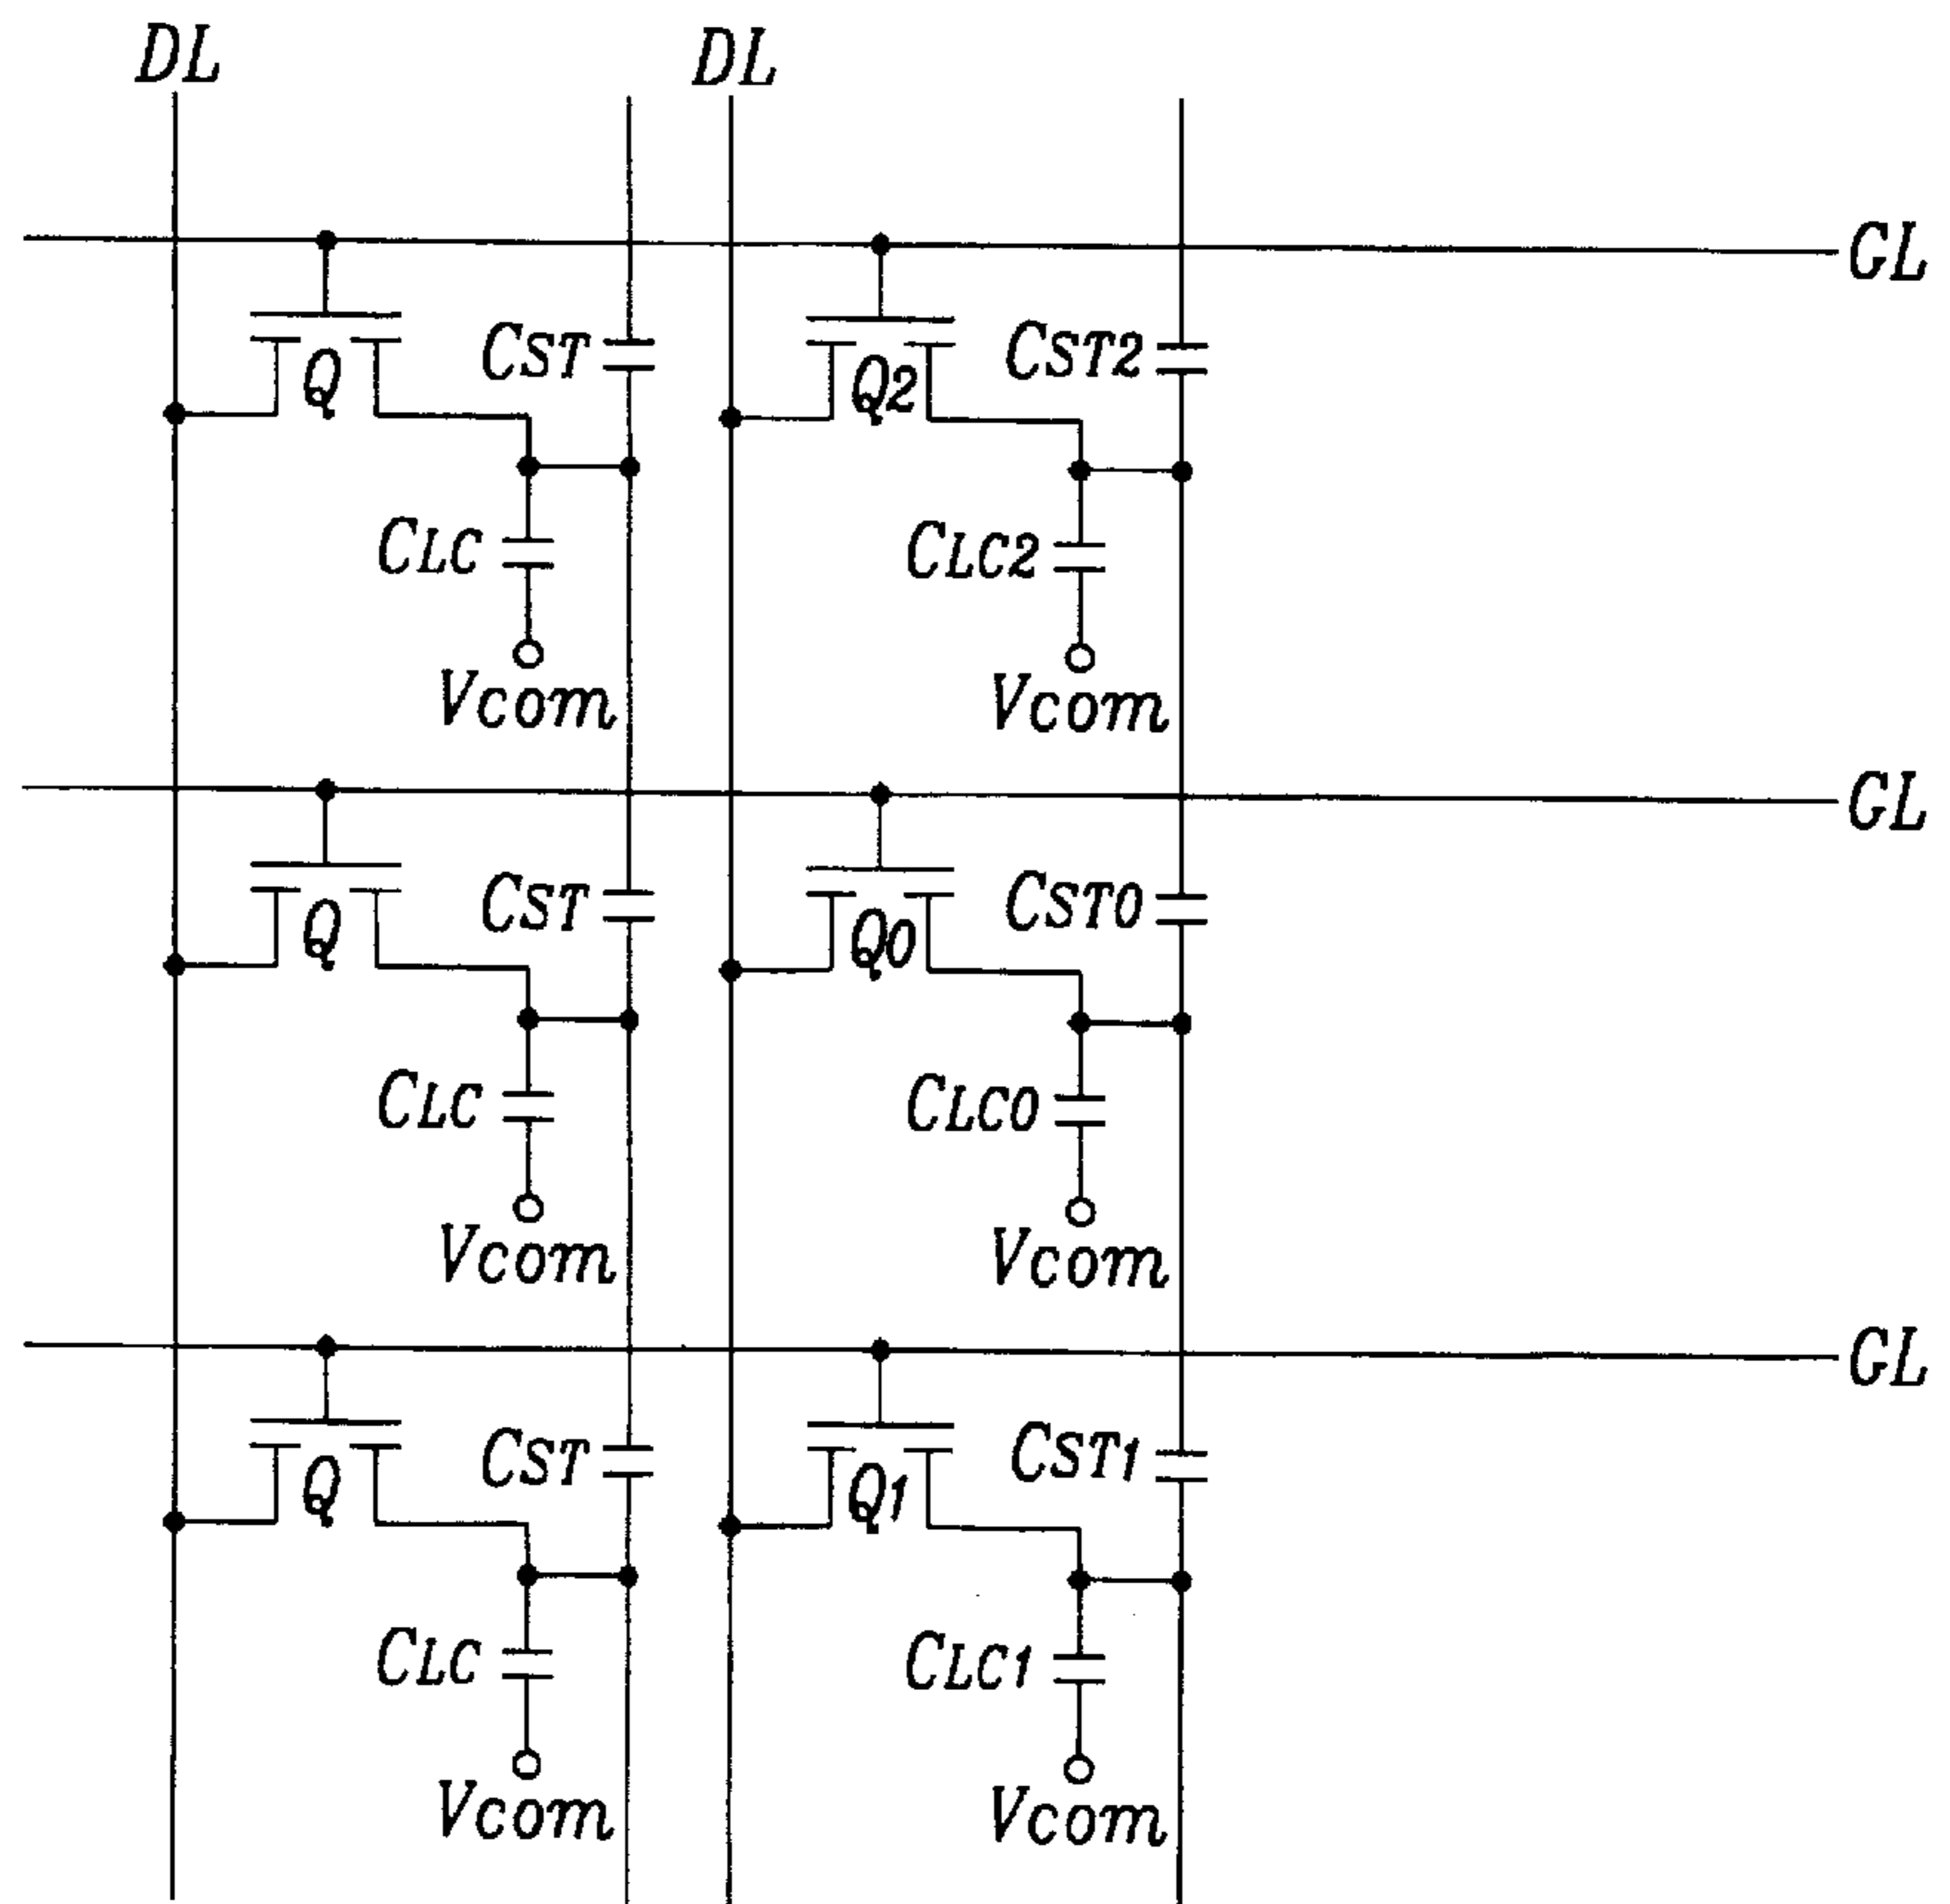 DL DL
GL
Q CST Q2 CST2
CLC CLC2
Vcom Vcom
GL
Q CST Q0 CST0
CLC CLC0
Vcom Vcom
GL
Q CST Q1 CST1
CLC CLC1
Vcom Vcom